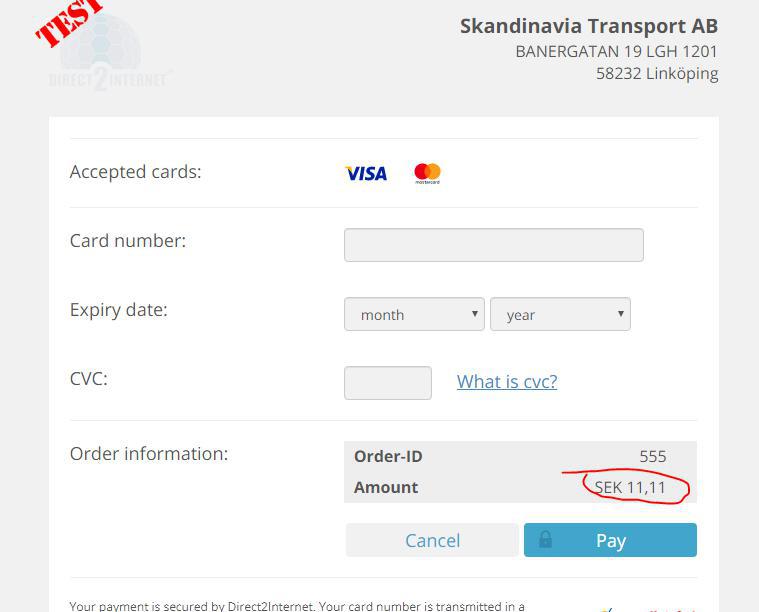 TEST
DIRECT2INTERNET
Skandinavia Transport AB
BANERGATAN 19 LGH 1201
58232 Linköping
Accepted cards: VISA mastercard
Card number:
Expiry date: month year
CVC: What is cvc?
Order information: Order-ID 555
Amount SEK 11,11
Cancel Pay
Your payment is secured by Direct2Internet. Your card number is transmitted in a